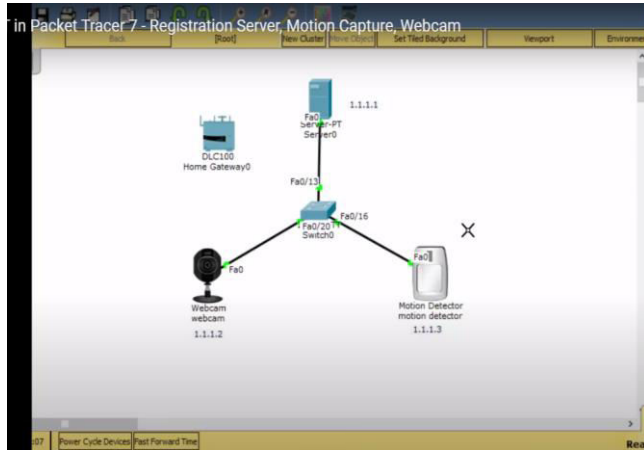 T in Packet Tracer 7 - Registration Server, Motion Capture, Webcam
Back [Root] New Cluster Move Object Set Tiled Background Viewport Environme
1.1.1.1
Fa0
Server-PT
Server0
DLC100
Home Gateway0
Fa0/13
Fa0/16
Fa0/20
Switch0
Fa0
Fa0
Webcam
webcam
1.1.1.2
Motion Detector
motion detector
1.1.1.3
:07 Power Cycle Devices Fast Forward Time
Rea